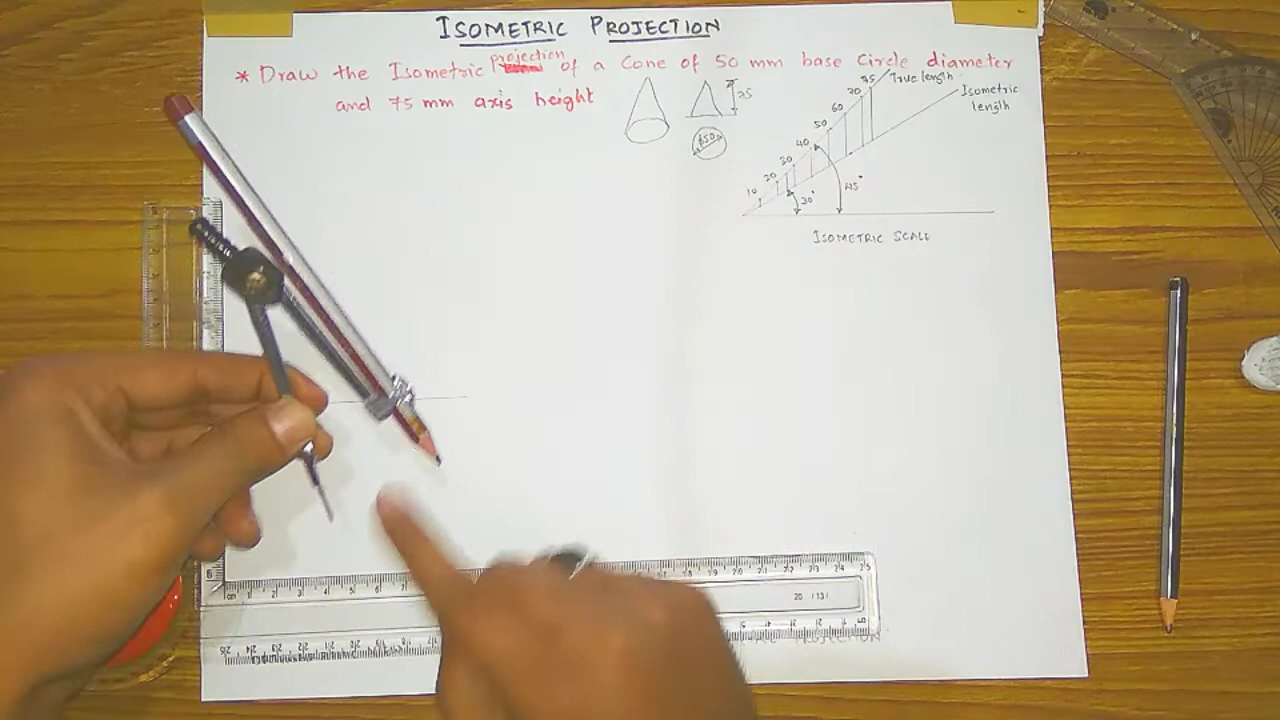 ISOMETRIC PROJECTION
* Draw the Isometric projection of a Cone of 50 mm base Circle diameter
and 75 mm axis height
75
ϕ50
10
20
30
40
50
60
70
75
True length
Isometric
length
30°
45°
ISOMETRIC SCALE